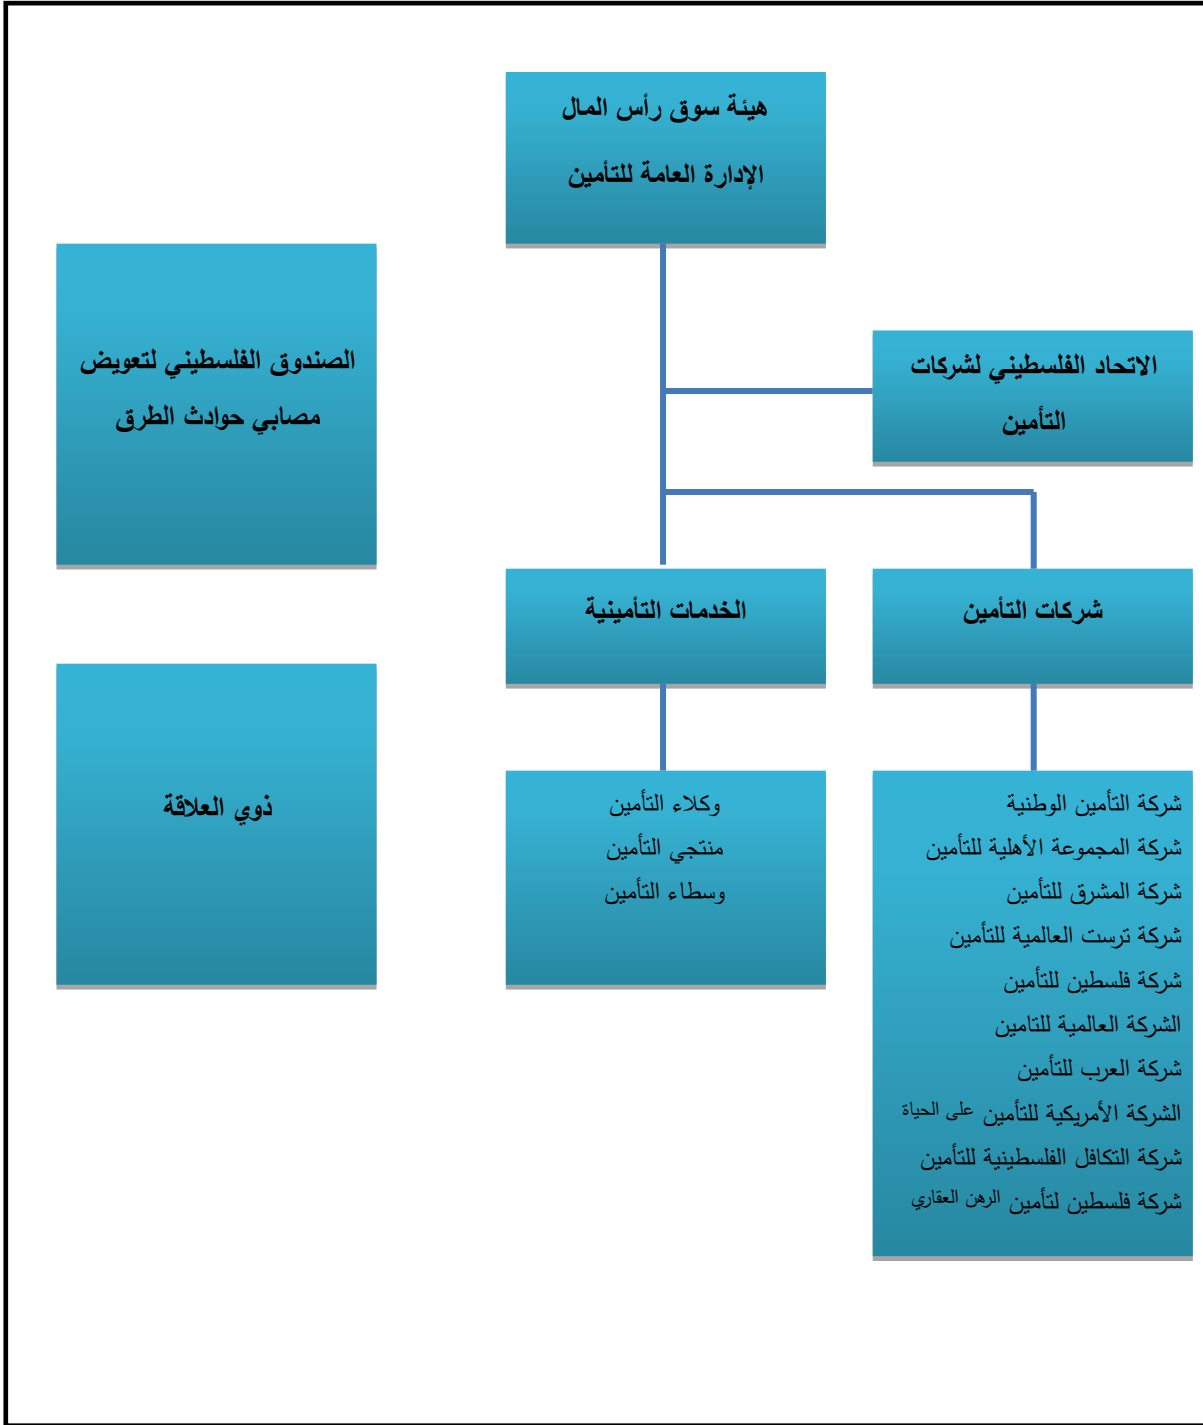 هيئة سوق رأس المال
الإدارة العامة للتأمين
الاتحاد الفلسطيني لشركات
التأمين
الصندوق الفلسطيني لتعويض
مصابي حوادث الطرق
شركات التأمين
الخدمات التأمينية
شركة التأمين الوطنية
شركة المجموعة الأهلية للتأمين
شركة المشرق للتأمين
شركة ترست العالمية للتأمين
شركة فلسطين للتأمين
الشركة العالمية للتامين
شركة العرب للتأمين
الشركة الأمريكية للتأمين على الحياة
شركة التكافل الفلسطينية للتأمين
شركة فلسطين لتأمين الرهن العقاري
وكلاء التأمين
منتجي التأمين
وسطاء التأمين
ذوي العلاقة